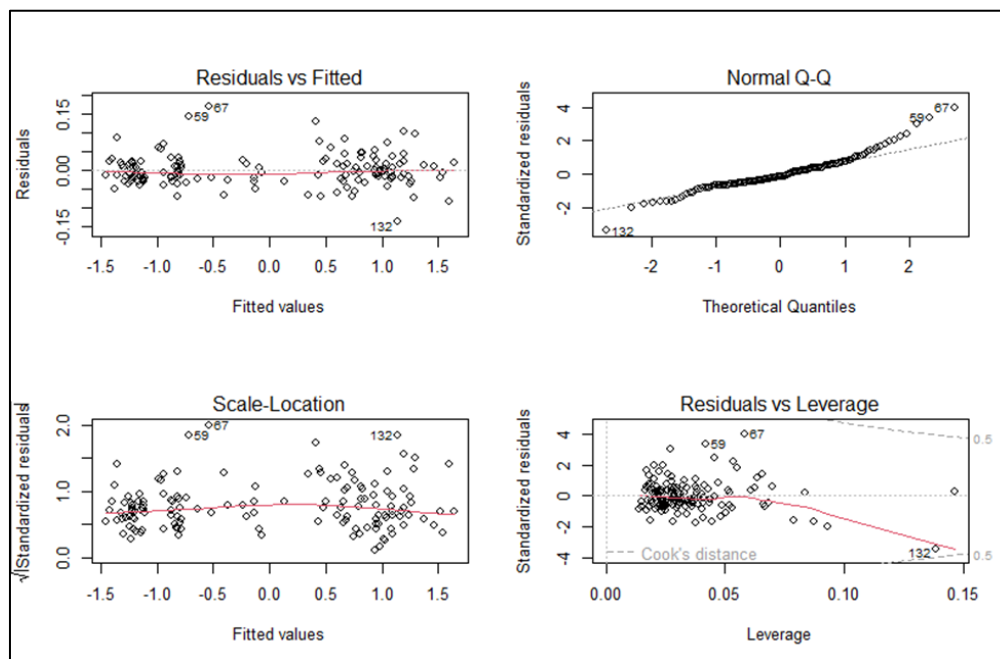 Residuals vs Fitted
Residuals
0.15
0.00
-0.15
67
59
132
-1.5 -1.0 -0.5 0.0 0.5 1.0 1.5
Fitted values
Normal Q-Q
Standardized residuals
4
2
0
-2
67
59
132
-2 -1 0 1 2
Theoretical Quantiles
Scale-Location
√|Standardized residuals|
2.0
1.0
0.0
67
59
132
-1.5 -1.0 -0.5 0.0 0.5 1.0 1.5
Fitted values
Residuals vs Leverage
Standardized residuals
4
2
0
-2
-4
67
59
132
0.5
0.5
Cook's distance
0.00 0.05 0.10 0.15
Leverage